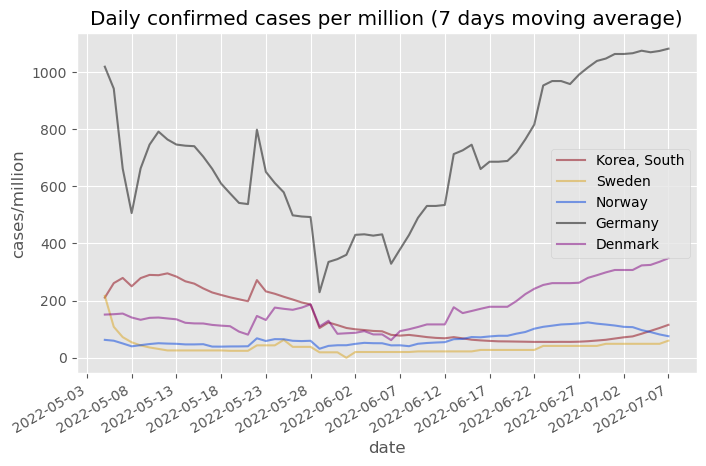 Daily confirmed cases per million (7 days moving average)
1000
800
600
400
200
0
cases/million
Korea, South
Sweden
Norway
Germany
Denmark
2022-05-03
2022-05-08
2022-05-13
2022-05-18
2022-05-23
2022-05-28
2022-06-02
2022-06-07
2022-06-12
2022-06-17
2022-06-22
2022-06-27
2022-07-02
2022-07-07
date